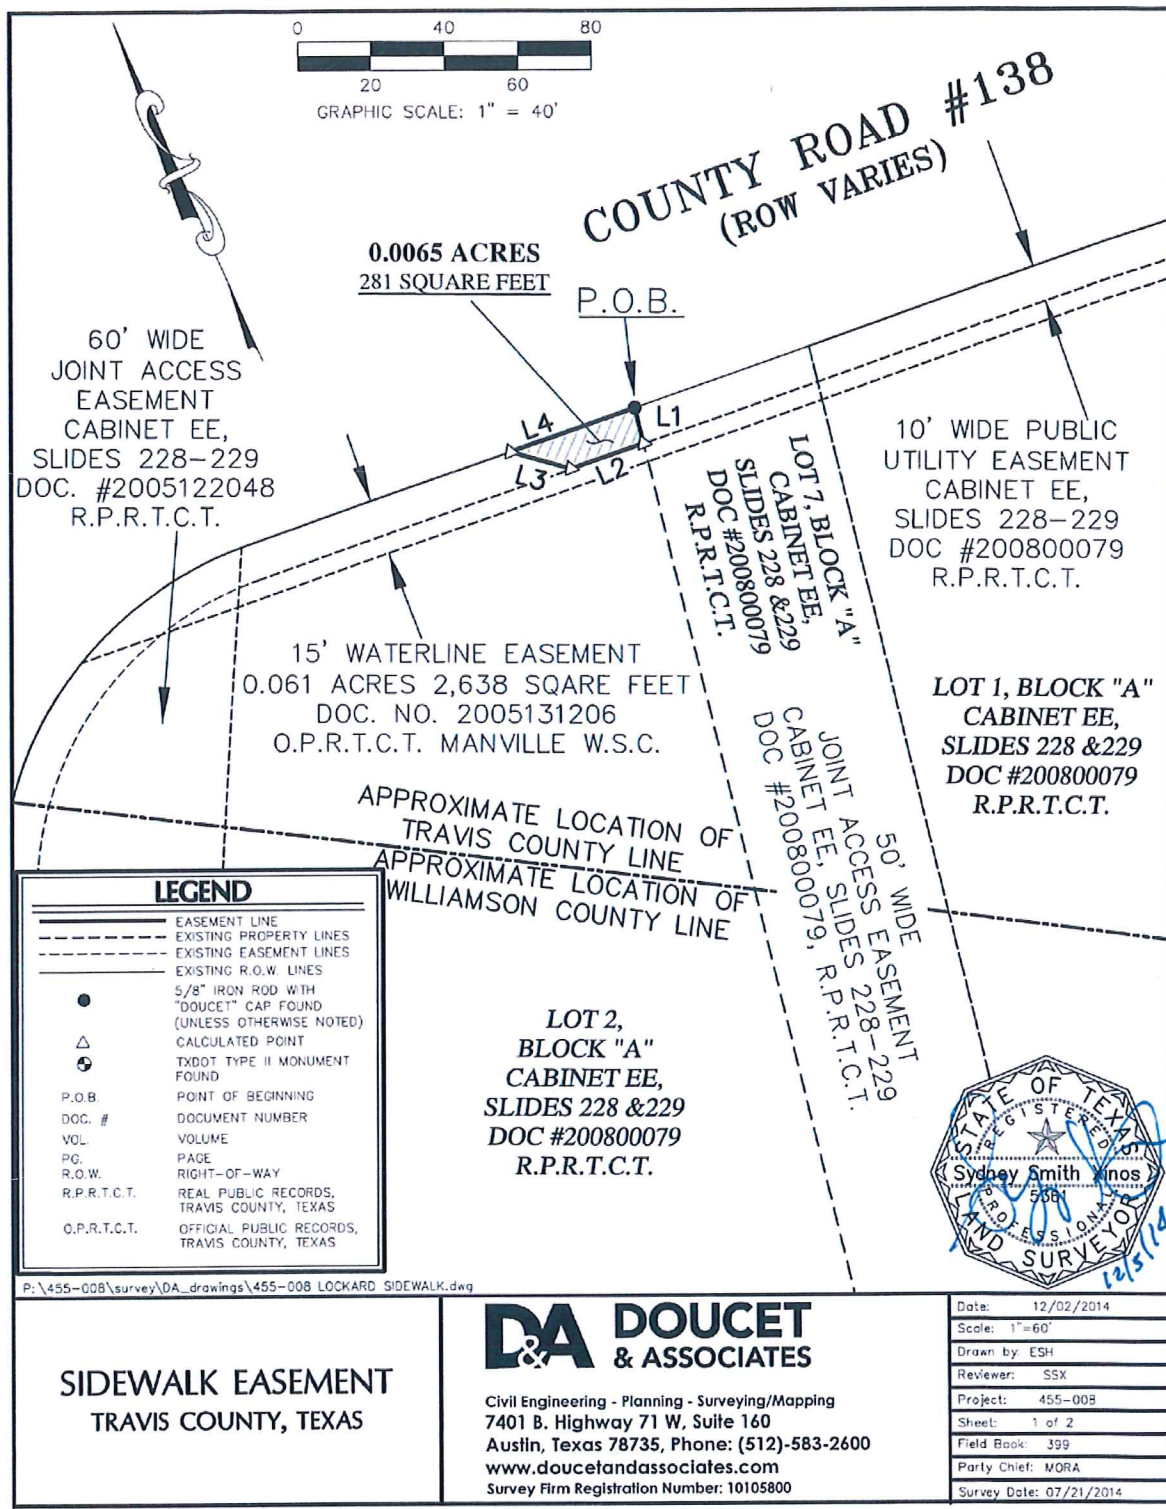 0 40 80
20 60
GRAPHIC SCALE: 1" = 40'
COUNTY ROAD #138
(ROW VARIES)
0.0065 ACRES
281 SQUARE FEET
P.O.B.
60' WIDE
JOINT ACCESS
EASEMENT
CABINET EE,
SLIDES 228-229
DOC. #2005122048
R.P.R.T.C.T.
L4
L1
L3
L2
10' WIDE PUBLIC
UTILITY EASEMENT
CABINET EE,
SLIDES 228-229
DOC #200800079
R.P.R.T.C.T.
LOT 7, BLOCK "A"
CABINET EE,
SLIDES 228 &229
DOC #200800079
R.P.R.T.C.T.
15' WATERLINE EASEMENT
0.061 ACRES 2,638 SQARE FEET
DOC. NO. 2005131206
O.P.R.T.C.T. MANVILLE W.S.C.
LOT 1, BLOCK "A"
CABINET EE,
SLIDES 228 &229
DOC #200800079
R.P.R.T.C.T.
50' WIDE
JOINT ACCESS EASEMENT
CABINET EE, SLIDES 228-229
DOC #200800079, R.P.R.T.C.T.
APPROXIMATE LOCATION OF
TRAVIS COUNTY LINE
APPROXIMATE LOCATION OF
WILLIAMSON COUNTY LINE
LEGEND
EASEMENT LINE
EXISTING PROPERTY LINES
EXISTING EASEMENT LINES
EXISTING R.O.W. LINES
5/8" IRON ROD WITH
"DOUCET" CAP FOUND
(UNLESS OTHERWISE NOTED)
CALCULATED POINT
TXDOT TYPE II MONUMENT
FOUND
P.O.B. POINT OF BEGINNING
DOC. # DOCUMENT NUMBER
VOL. VOLUME
PG. PAGE
R.O.W. RIGHT-OF-WAY
R.P.R.T.C.T. REAL PUBLIC RECORDS,
TRAVIS COUNTY, TEXAS
O.P.R.T.C.T. OFFICIAL PUBLIC RECORDS,
TRAVIS COUNTY, TEXAS
LOT 2,
BLOCK "A"
CABINET EE,
SLIDES 228 &229
DOC #200800079
R.P.R.T.C.T.
STATE OF TEXAS
REGISTERED
Sydney Smith Xinos
5361
PROFESSIONAL
LAND SURVEYOR
12/5/14
P:\455-008\survey\DA_drawings\455-008 LOCKARD SIDEWALK.dwg
SIDEWALK EASEMENT
TRAVIS COUNTY, TEXAS
D&A DOUCET
& ASSOCIATES
Civil Engineering - Planning - Surveying/Mapping
7401 B. Highway 71 W, Suite 160
Austin, Texas 78735, Phone: (512)-583-2600
www.doucetandassociates.com
Survey Firm Registration Number: 10105800
Date: 12/02/2014
Scale: 1"=60'
Drawn by: ESH
Reviewer: SSX
Project: 455-008
Sheet: 1 of 2
Field Book: 399
Party Chief: MORA
Survey Date: 07/21/2014